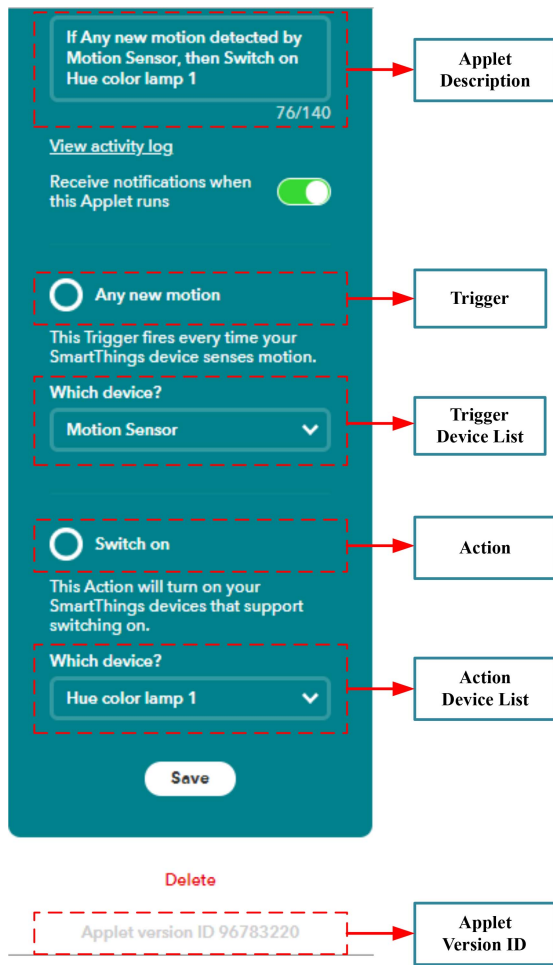 If Any new motion detected by
Motion Sensor, then Switch on
Hue color lamp 1
76/140
Applet
Description
View activity log
Receive notifications when
this Applet runs
Any new motion
Trigger
This Trigger fires every time your
SmartThings device senses motion.
Which device?
Motion Sensor
Trigger
Device List
Switch on
Action
This Action will turn on your
SmartThings devices that support
switching on.
Which device?
Hue color lamp 1
Action
Device List
Save
Delete
Applet version ID 96783220
Applet
Version ID